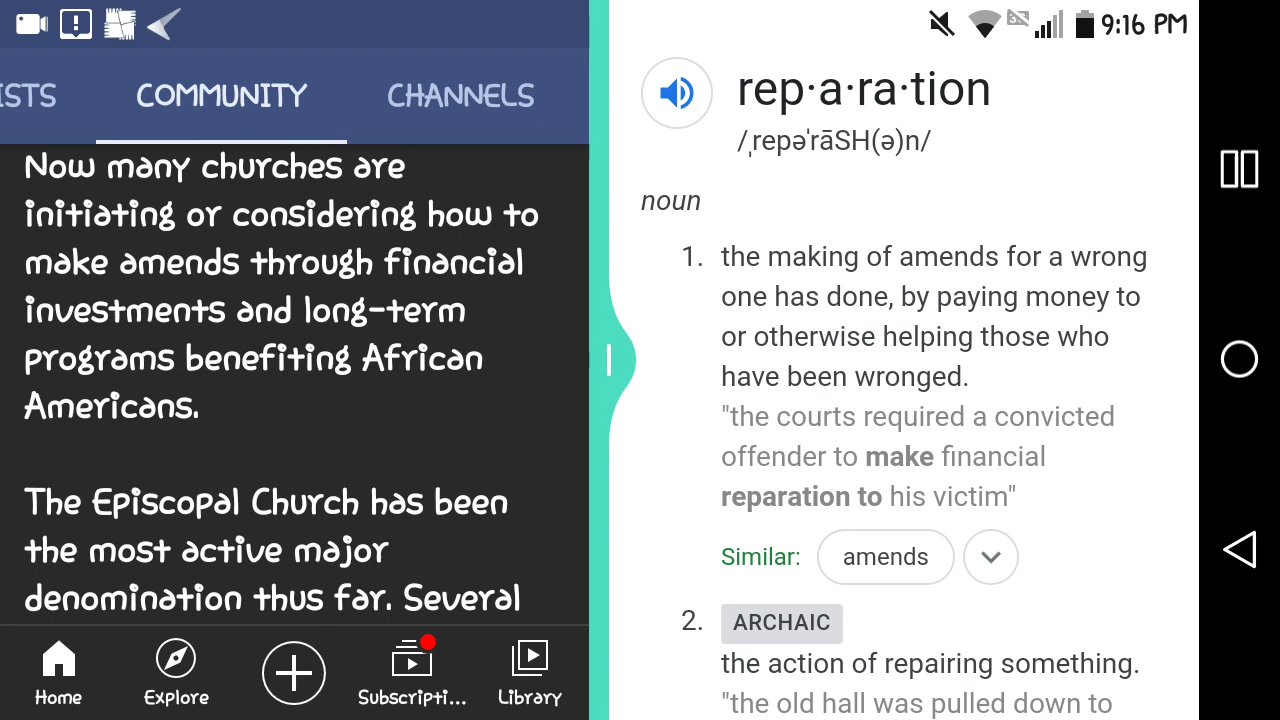 ISTS COMMUNITY CHANNELS
Now many churches are
initiating or considering how to
make amends through financial
investments and long-term
programs benefiting African
Americans.
The Episcopal Church has been
the most active major
denomination thus far. Several
Home Explore Subscripti... Library
9:16 PM
rep·a·ra·tion
/ˌrepəˈrāSH(ə)n/
noun
1. the making of amends for a wrong
one has done, by paying money to
or otherwise helping those who
have been wronged.
"the courts required a convicted
offender to make financial
reparation to his victim"
Similar: amends
2. ARCHAIC
the action of repairing something.
"the old hall was pulled down to